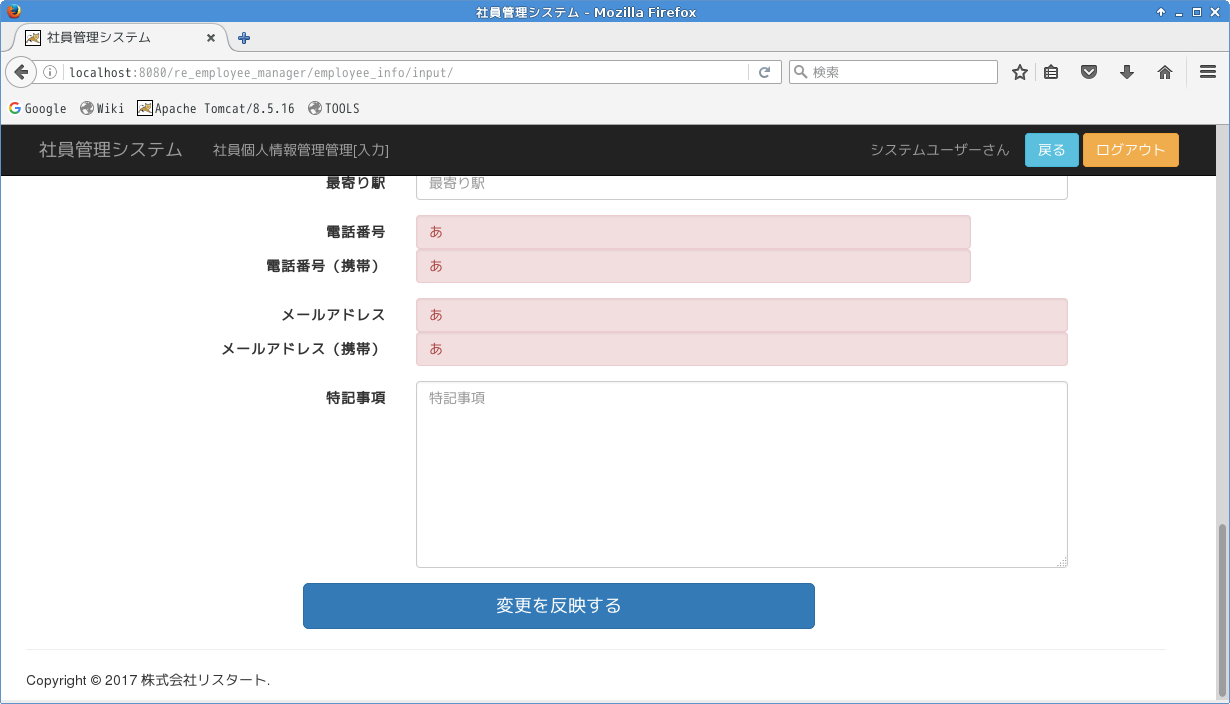 社員管理システム - Mozilla Firefox
社員管理システム
localhost:8080/re_employee_manager/employee_info/input/ 検索
Google Wiki Apache Tomcat/8.5.16 TOOLS
社員管理システム 社員個人情報管理管理[入力] システムユーザーさん 戻る ログアウト
最寄り駅 最寄り駅
電話番号 あ
電話番号（携帯） あ
メールアドレス あ
メールアドレス（携帯） あ
特記事項 特記事項
変更を反映する
Copyright © 2017 株式会社リスタート.